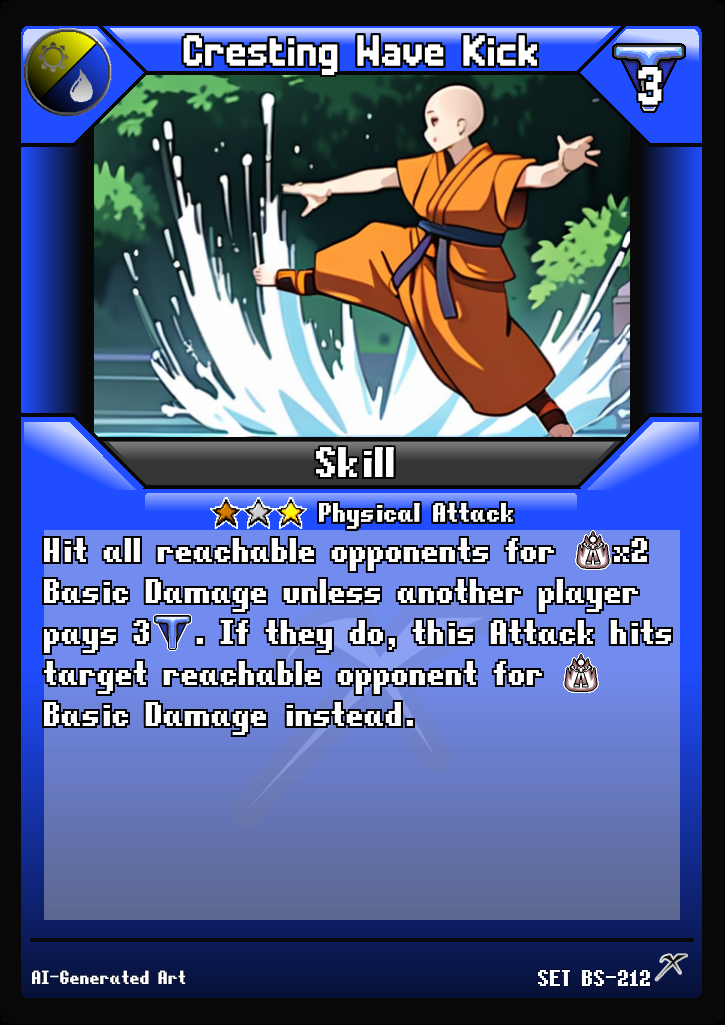 Cresting Wave Kick
3
Skill
Physical Attack
Hit all reachable opponents for x2
Basic Damage unless another player
pays 3 T. If they do, this Attack hits
target reachable opponent for
Basic Damage instead.
AI-Generated Art
SET BS-212